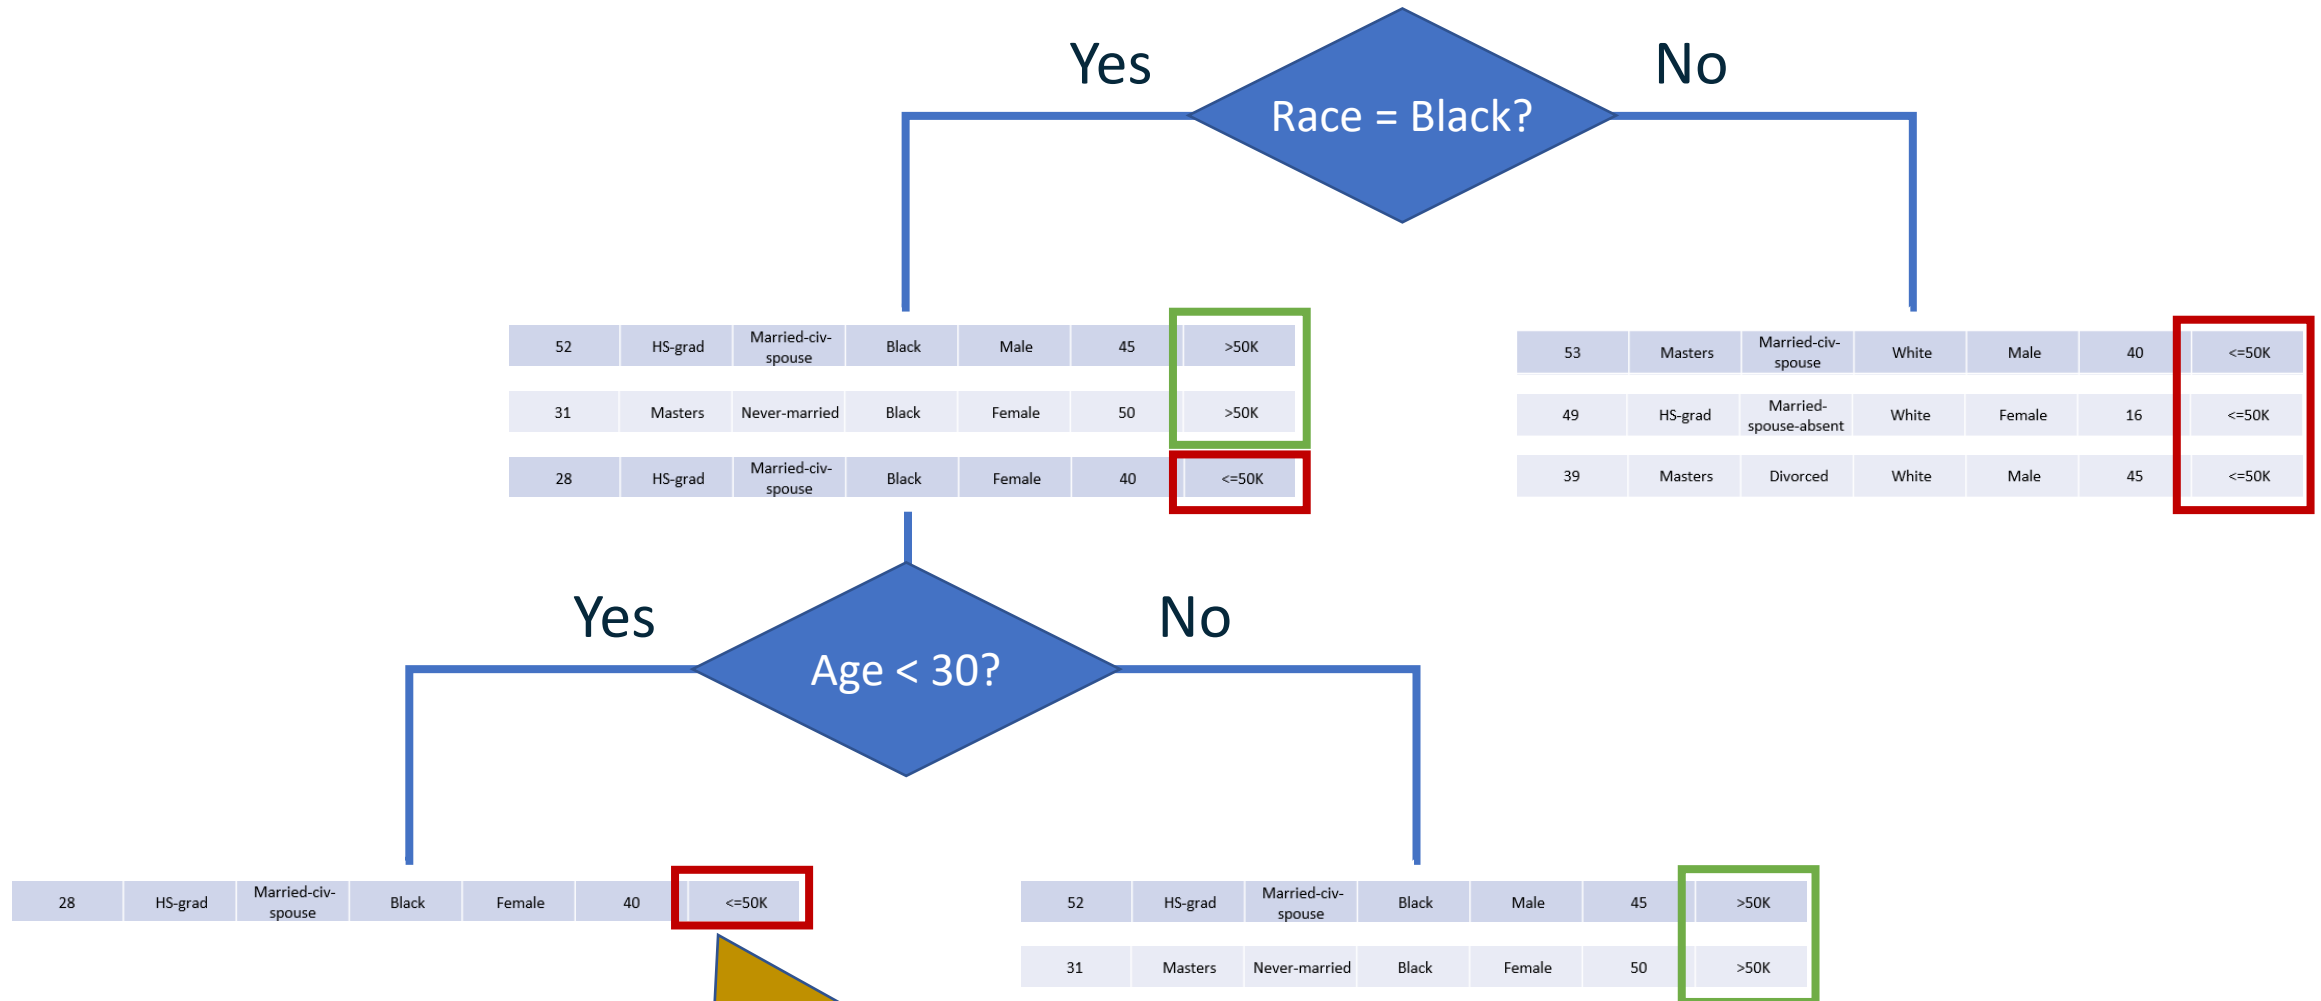 Yes
No
Race = Black?
52 HS-grad Married-civ-spouse Black Male 45 >50K
31 Masters Never-married Black Female 50 >50K
28 HS-grad Married-civ-spouse Black Female 40 <=50K
53 Masters Married-civ-spouse White Male 40 <=50K
49 HS-grad Married-spouse-absent White Female 16 <=50K
39 Masters Divorced White Male 45 <=50K
Yes
No
Age < 30?
28 HS-grad Married-civ-spouse Black Female 40 <=50K
52 HS-grad Married-civ-spouse Black Male 45 >50K
31 Masters Never-married Black Female 50 >50K